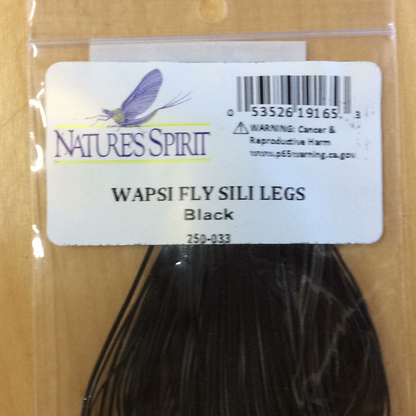 NATURE'S SPIRIT
0 53526 19165 3
WARNING: Cancer &
Reproductive Harm
www.p65warning.ca.gov
WAPSI FLY SILI LEGS
Black
250-033